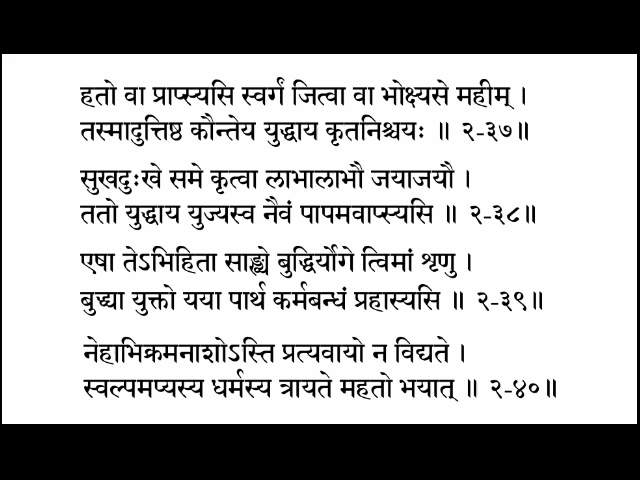 हतो वा प्राप्स्यसि स्वर्गं जित्वा वा भोक्ष्यसे महीम् ।
तस्मादुत्तिष्ठ कौन्तेय युद्धाय कृतनिश्चयः ॥ २-३७॥
सुखदुःखे समे कृत्वा लाभालाभौ जयाजयौ ।
ततो युद्धाय युज्यस्व नैवं पापमवाप्स्यसि ॥ २-३८॥
एषा तेऽभिहिता साङ्ख्ये बुद्धिर्योगे त्विमां शृणु ।
बुद्ध्या युक्तो यया पार्थ कर्मबन्धं प्रहास्यसि ॥ २-३९॥
नेहाभिक्रमनाशोऽस्ति प्रत्यवायो न विद्यते ।
स्वल्पमप्यस्य धर्मस्य त्रायते महतो भयात् ॥ २-४०॥